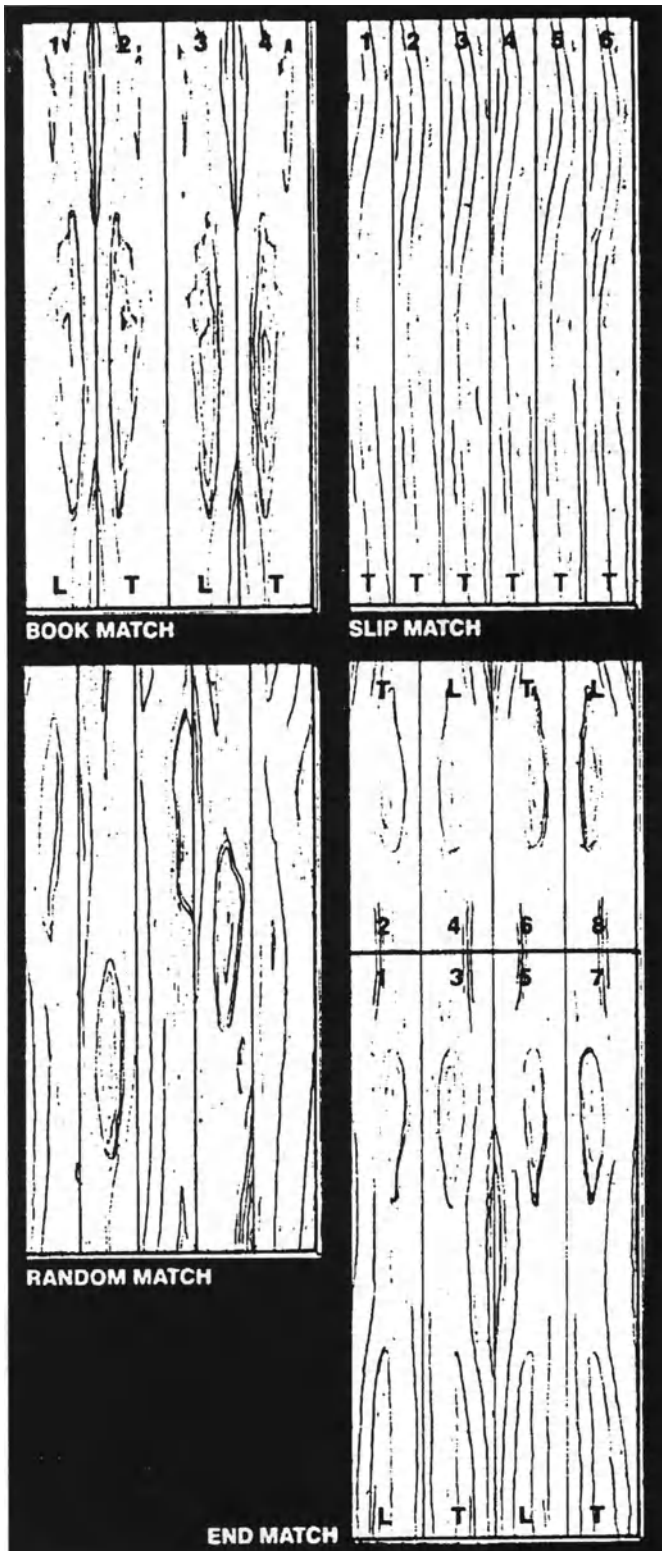 1 2 3 4
L T L T
BOOK MATCH
1 2 3 4 5 6
T T T T T T
SLIP MATCH
RANDOM MATCH
T L T L
2 4 6 8
1 3 5 7
L T L T
END MATCH